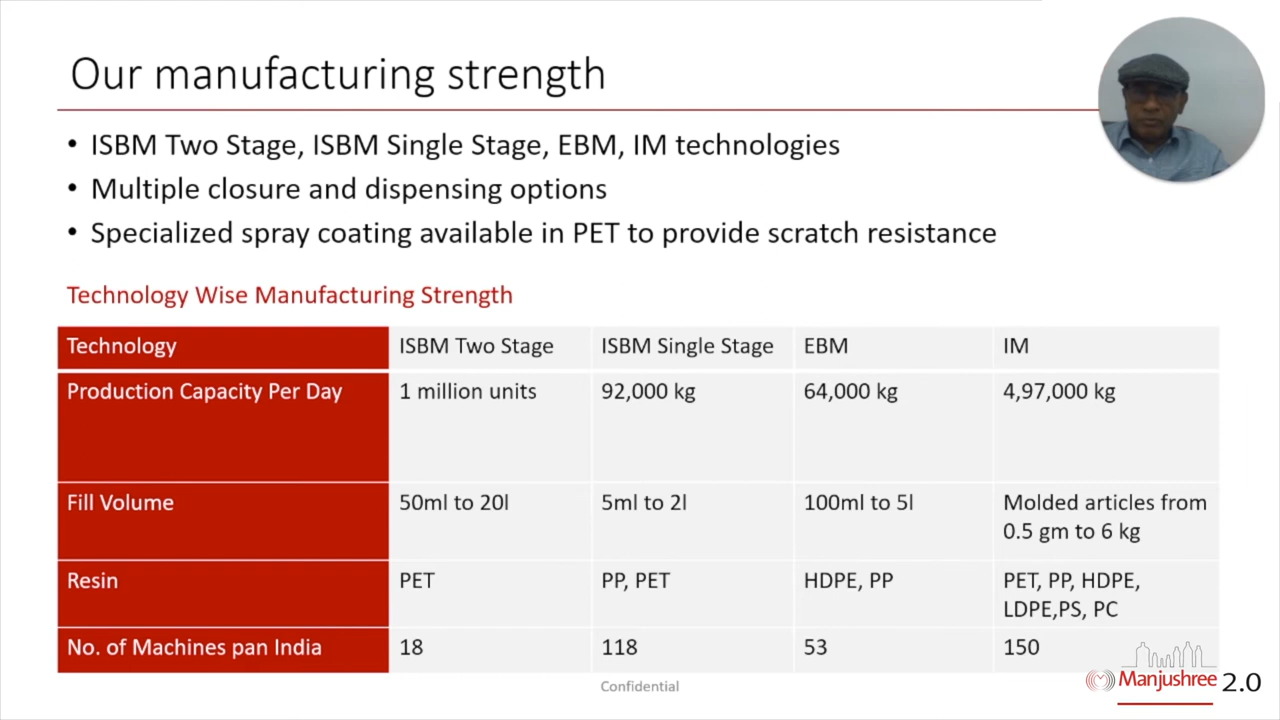 Our manufacturing strength
• ISBM Two Stage, ISBM Single Stage, EBM, IM technologies
• Multiple closure and dispensing options
• Specialized spray coating available in PET to provide scratch resistance
Technology Wise Manufacturing Strength
Technology ISBM Two Stage ISBM Single Stage EBM IM
Production Capacity Per Day 1 million units 92,000 kg 64,000 kg 4,97,000 kg
Fill Volume 50ml to 20l 5ml to 2l 100ml to 5l Molded articles from
0.5 gm to 6 kg
Resin PET PP, PET HDPE, PP PET, PP, HDPE,
LDPE,PS, PC
No. of Machines pan India 18 118 53 150
Confidential
Manjushree 2.0